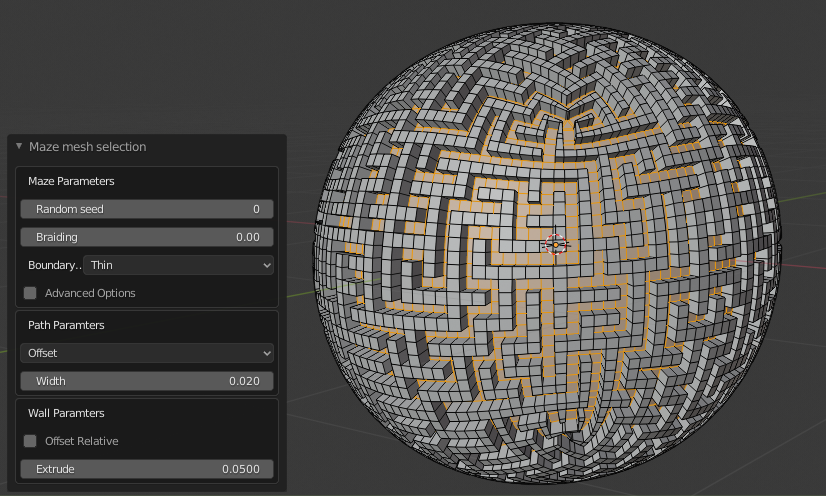 Maze mesh selection
Maze Parameters
Random seed 0
Braiding 0.00
Boundary.. Thin
Advanced Options
Path Paramters
Offset
Width 0.020
Wall Paramters
Offset Relative
Extrude 0.0500